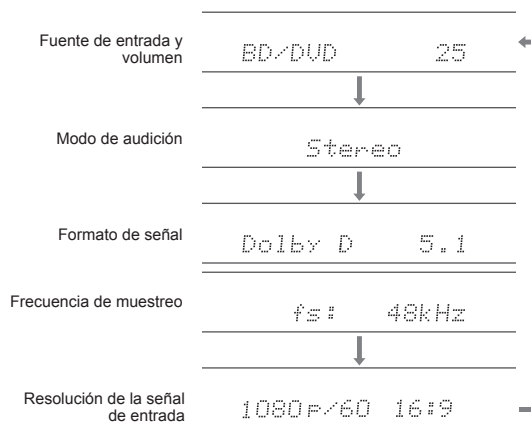 Fuente de entrada y
volumen
BD/DVD 25
Modo de audición
Stereo
Formato de señal
Dolby D 5.1
Frecuencia de muestreo
fs: 48kHz
Resolución de la señal
de entrada
1080p/60 16:9